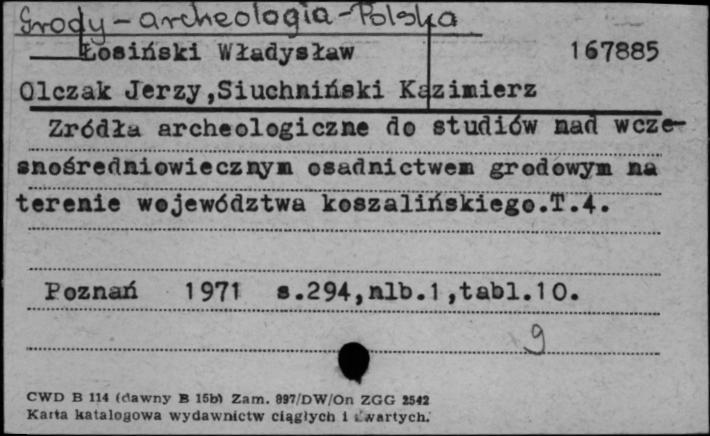 Grody-archeologia-Polska
Łosiński Władysław 167885
Olczak Jerzy,Siuchniński Kazimierz
Zródła archeologiczne do studiów nad wcze-
snośredniowiecznym osadnictwem grodowym na
terenie województwa koszalińskiego.T.4.
Poznań 1971 s.294,nlb.1,tabl.10.
9
CWD B 114 (dawny B 15b) Zam. 897/DW/On ZGG 2542
Karta katalogowa wydawnictw ciągłych i zwartych.